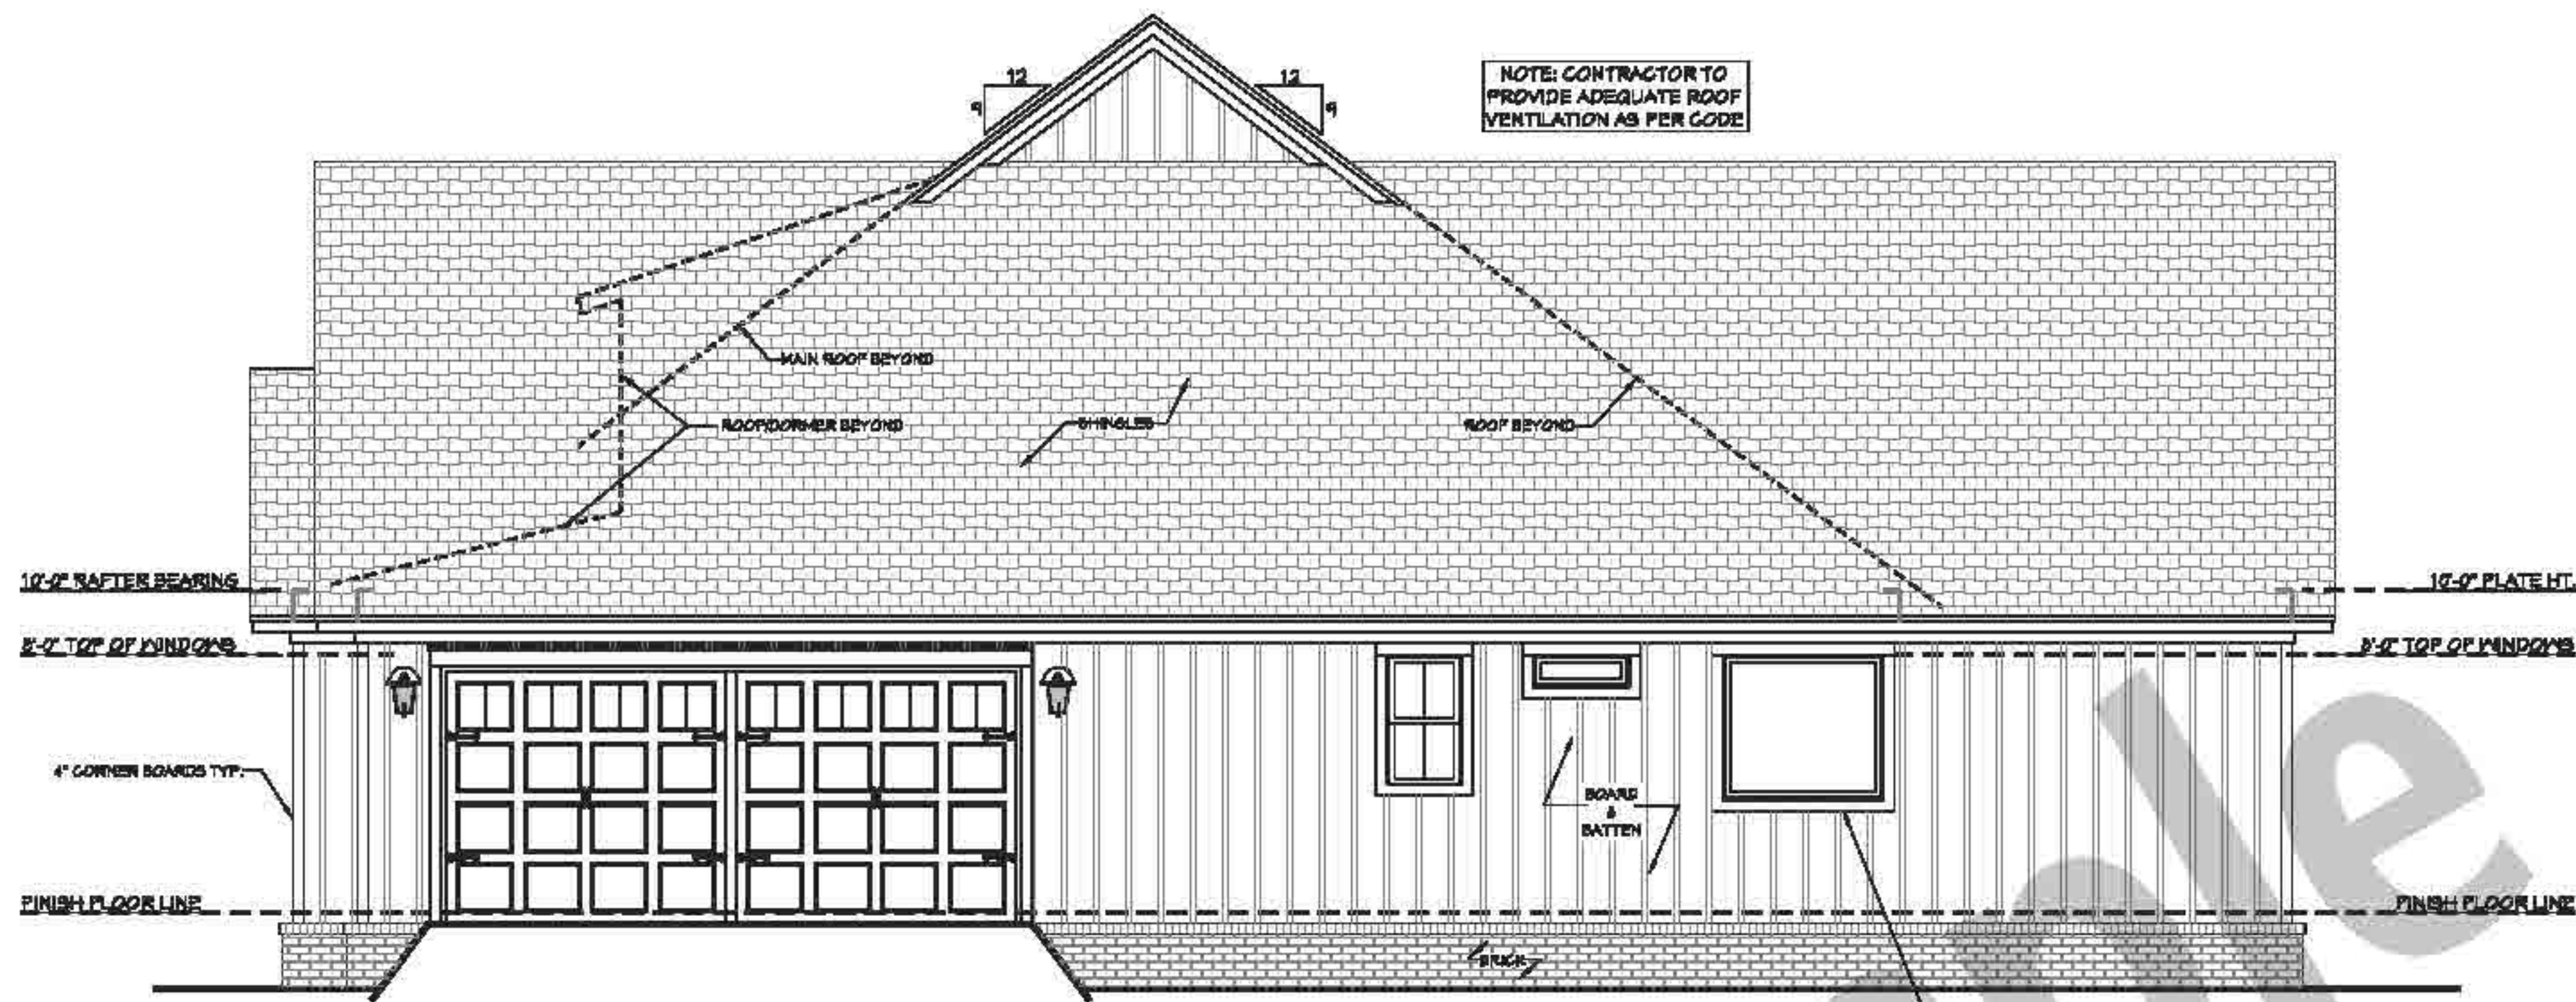 12
12
9
9
NOTE: CONTRACTOR TO
PROVIDE ADEQUATE ROOF
VENTILATION AS PER CODE
MAIN ROOF BEYOND
ROOF/DORMER BEYOND
SHINGLES
ROOF BEYOND
10'-0" RAFTER BEARING
10'-0" PLATE HT.
8'-0" TOP OF WINDOWS
8'-0" TOP OF WINDOWS
4" CORNER BOARDS TYP.
BOARD
&
BATTEN
FINISH FLOOR LINE
FINISH FLOOR LINE
BRICK